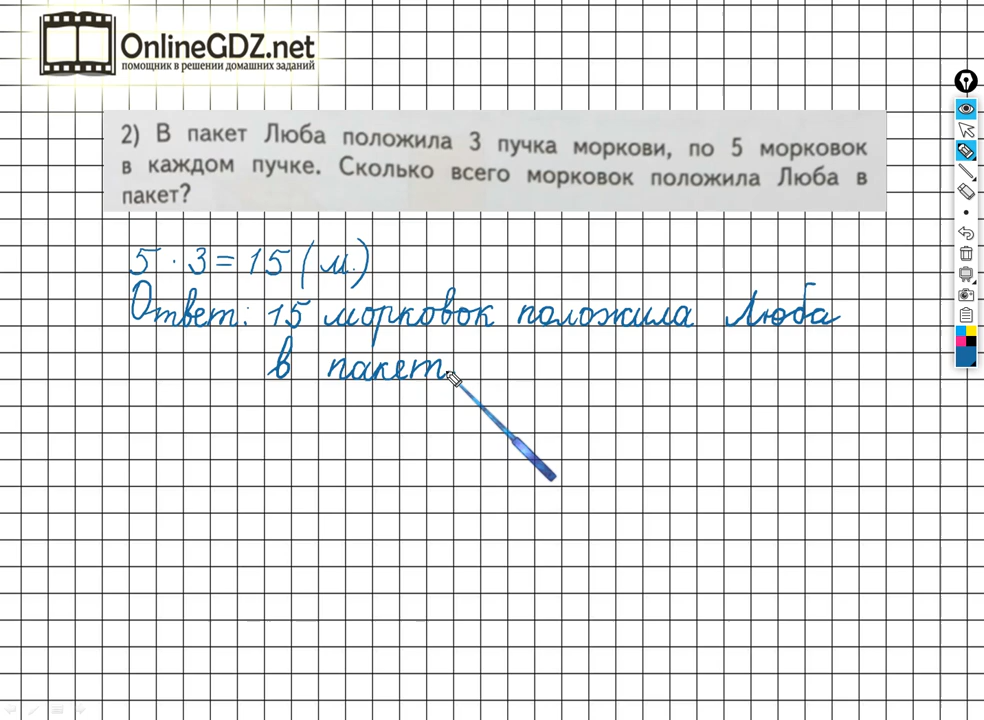 OnlineGDZ.net
помощник в решении домашних заданий
2) В пакет Люба положила 3 пучка моркови, по 5 морковок
в каждом пучке. Сколько всего морковок положила Люба в
пакет?
5 · 3 = 15 (м.)
Ответ: 15 морковок положила Люба
в пакет.